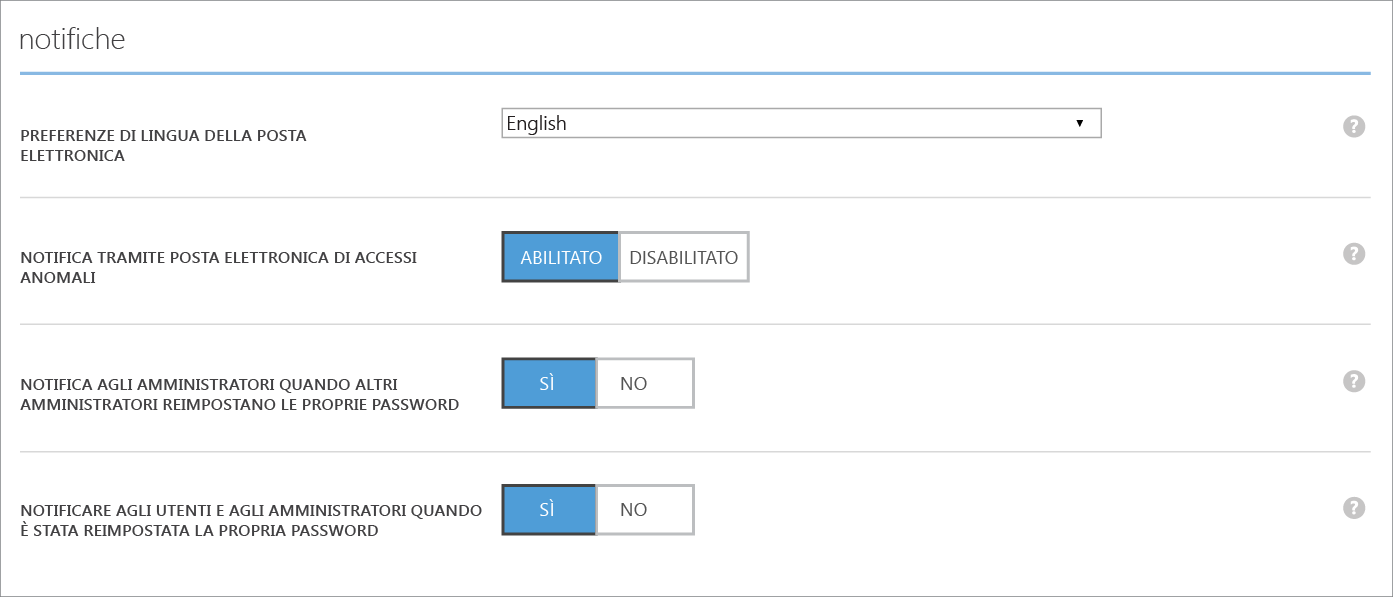 notifiche
PREFERENZE DI LINGUA DELLA POSTA
ELETTRONICA
English
?
NOTIFICA TRAMITE POSTA ELETTRONICA DI ACCESSI
ANOMALI
ABILITATO DISABILITATO
?
NOTIFICA AGLI AMMINISTRATORI QUANDO ALTRI
AMMINISTRATORI REIMPOSTANO LE PROPRIE PASSWORD
SÌ NO
?
NOTIFICARE AGLI UTENTI E AGLI AMMINISTRATORI QUANDO
È STATA REIMPOSTATA LA PROPRIA PASSWORD
SÌ NO
?